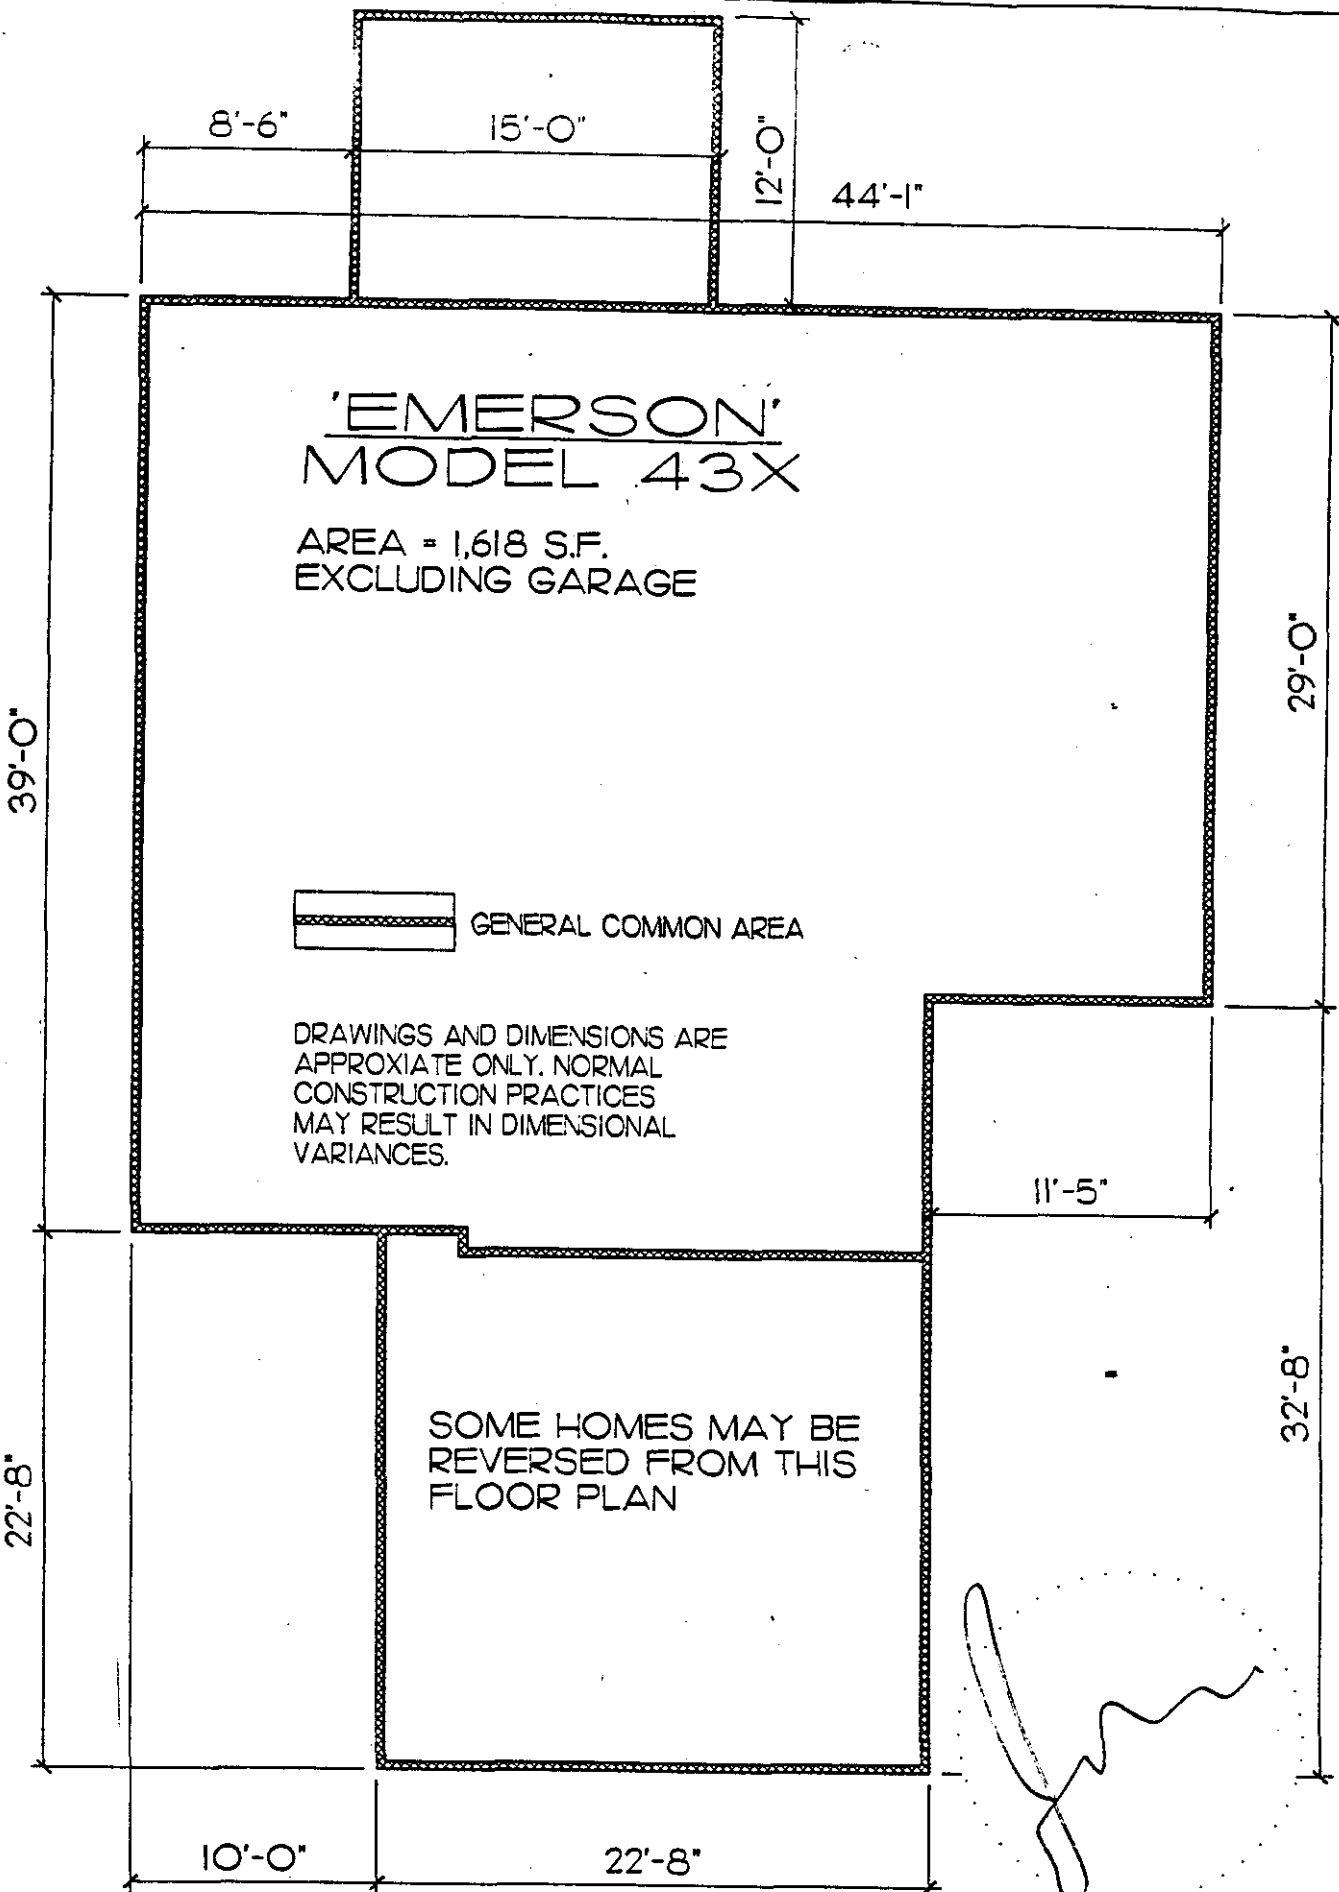 8'-6"
15'-0"
12'-0"
44'-1"
'EMERSON'
MODEL 43X
AREA = 1,618 S.F.
EXCLUDING GARAGE
39'-0"
29'-0"
GENERAL COMMON AREA
DRAWINGS AND DIMENSIONS ARE
APPROXIATE ONLY. NORMAL
CONSTRUCTION PRACTICES
MAY RESULT IN DIMENSIONAL
VARIANCES.
11'-5"
22'-8"
32'-8"
SOME HOMES MAY BE
REVERSED FROM THIS
FLOOR PLAN
10'-0"
22'-8"